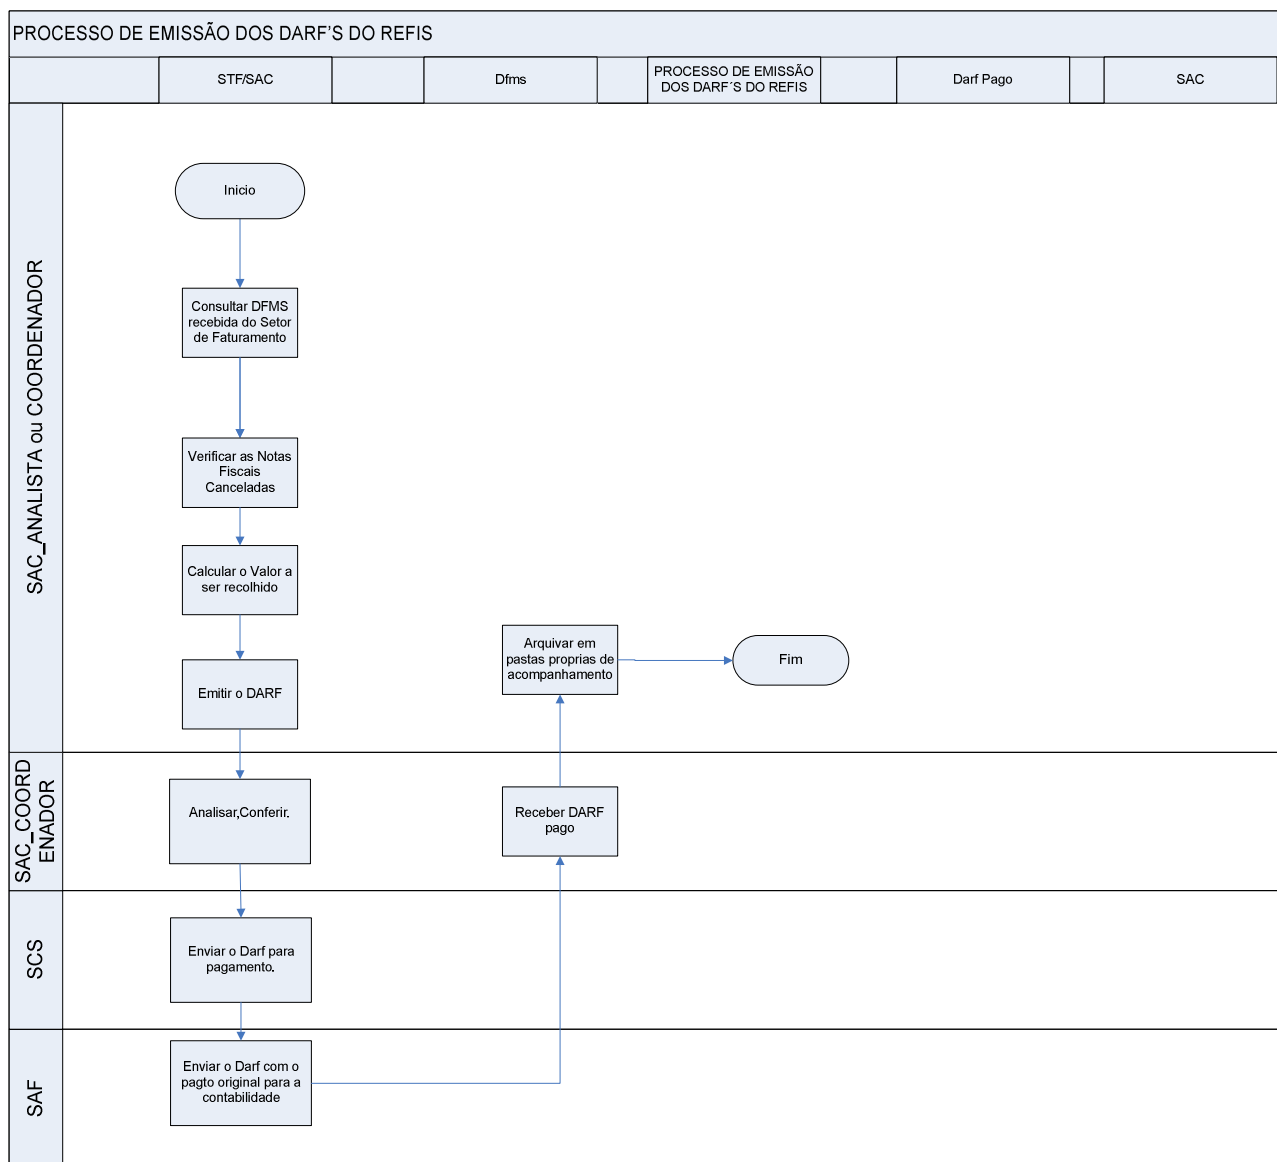 PROCESSO DE EMISSÃO DOS DARF'S DO REFIS
STF/SAC
Dfms
PROCESSO DE EMISSÃO
DOS DARF´S DO REFIS
Darf Pago
SAC
SAC_ANALISTA ou COORDENADOR
Inicio
Consultar DFMS
recebida do Setor
de Faturamento
Verificar as Notas
Fiscais
Canceladas
Calcular o Valor a
ser recolhido
Emitir o DARF
Arquivar em
pastas proprias de
acompanhamento
Fim
SAC_COORD
ENADOR
Analisar,Conferir.
Receber DARF
pago
SCS
Enviar o Darf para
pagamento.
SAF
Enviar o Darf com o
pagto original para a
contabilidade